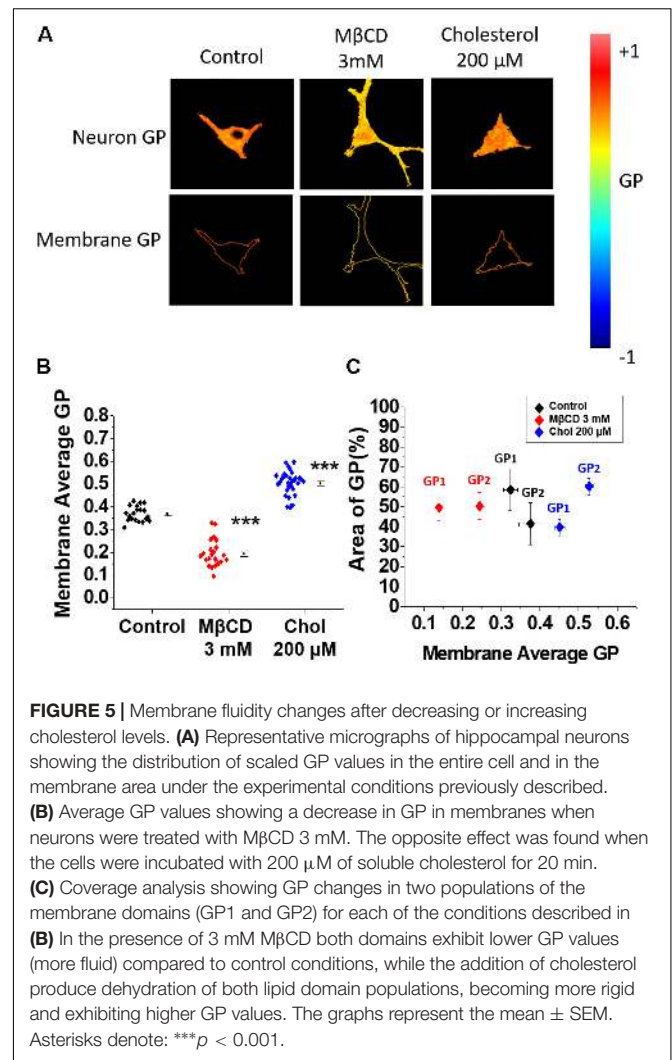 A
Control
MβCD
3mM
Cholesterol
200 µM
Neuron GP
Membrane GP
+1
GP
-1
B
Membrane Average GP
0.8
0.7
0.6
0.5
0.4
0.3
0.2
0.1
0.0
***
***
Control
MβCD
3 mM
Chol
200 µM
C
Area of GP(%)
100
90
80
70
60
50
40
30
20
10
0
Control
MβCD 3 mM
Chol 200 µM
GP1
GP2
GP1
GP2
GP1
GP2
0.1 0.2 0.3 0.4 0.5 0.6
Membrane Average GP
FIGURE 5 | Membrane fluidity changes after decreasing or increasing
cholesterol levels. (A) Representative micrographs of hippocampal neurons
showing the distribution of scaled GP values in the entire cell and in the
membrane area under the experimental conditions previously described.
(B) Average GP values showing a decrease in GP in membranes when
neurons were treated with MβCD 3 mM. The opposite effect was found when
the cells were incubated with 200 µM of soluble cholesterol for 20 min.
(C) Coverage analysis showing GP changes in two populations of the
membrane domains (GP1 and GP2) for each of the conditions described in
(B) In the presence of 3 mM MβCD both domains exhibit lower GP values
(more fluid) compared to control conditions, while the addition of cholesterol
produce dehydration of both lipid domain populations, becoming more rigid
and exhibiting higher GP values. The graphs represent the mean ± SEM.
Asterisks denote: ***p < 0.001.